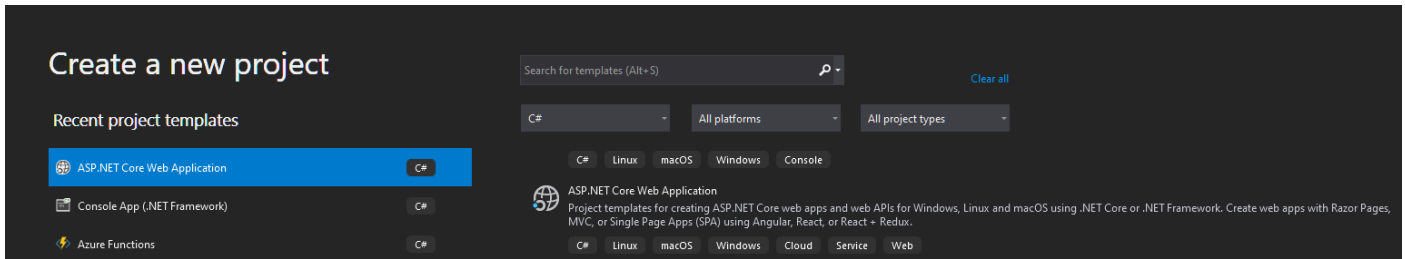 Create a new project
Recent project templates
ASP.NET Core Web Application C#
Console App (.NET Framework) C#
Azure Functions C#
Search for templates (Alt+S)
Clear all
C# All platforms All project types
C# Linux macOS Windows Console
ASP.NET Core Web Application
Project templates for creating ASP.NET Core web apps and web APIs for Windows, Linux and macOS using .NET Core or .NET Framework. Create web apps with Razor Pages,
MVC, or Single Page Apps (SPA) using Angular, React, or React + Redux.
C# Linux macOS Windows Cloud Service Web